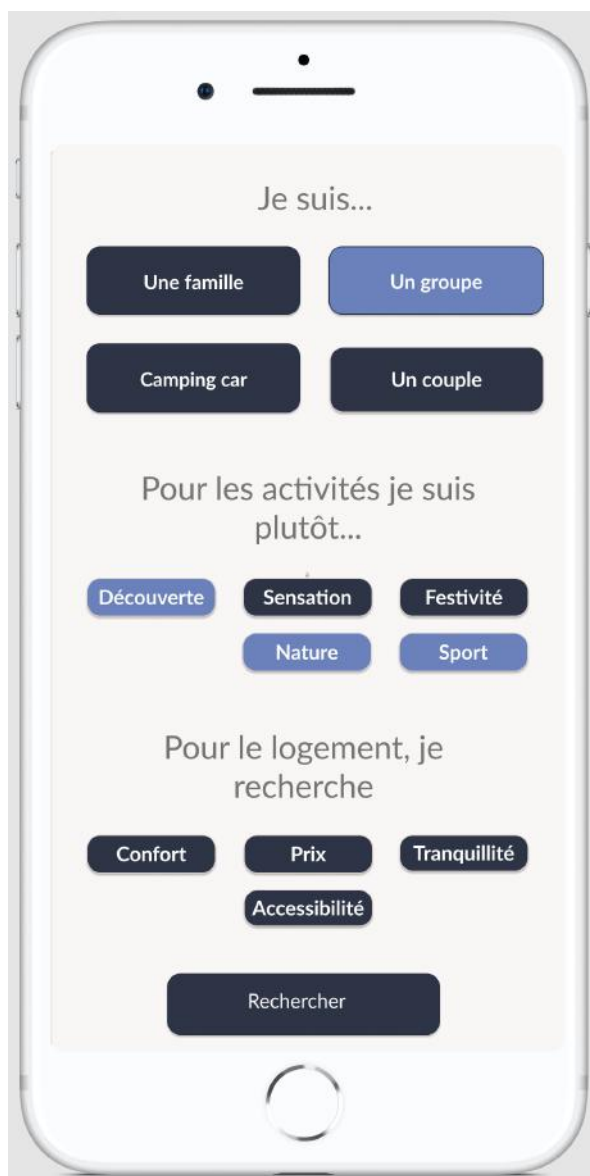 Je suis...
Une famille
Un groupe
Camping car
Un couple
Pour les activités je suis
plutôt...
Découverte
Sensation
Festivité
Nature
Sport
Pour le logement, je
recherche
Confort
Prix
Tranquillité
Accessibilité
Rechercher